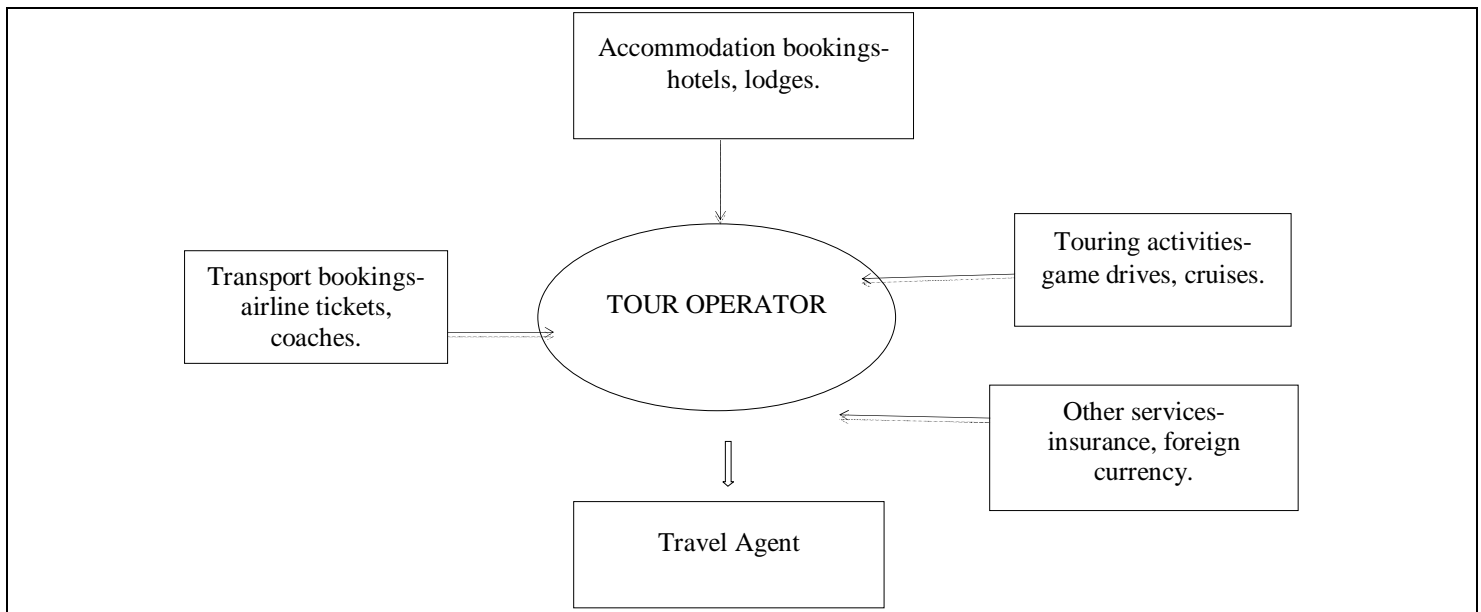 Accommodation bookings-
hotels, lodges.
Touring activities-
game drives, cruises.
Transport bookings-
airline tickets,
coaches.
TOUR OPERATOR
Other services-
insurance, foreign
currency.
Travel Agent